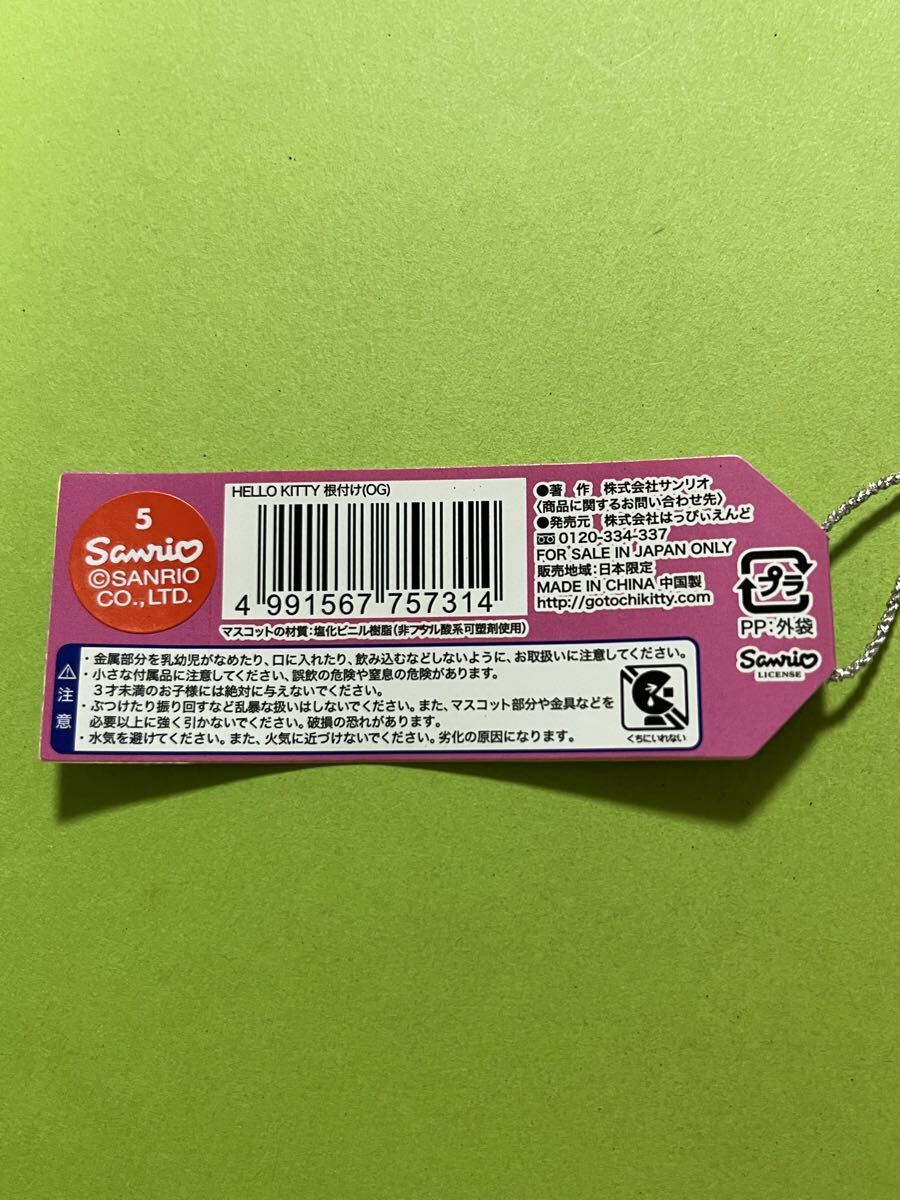 5
Sanrio
©SANRIO
CO.,LTD.
HELLO KITTY 根付け(OG)
4 991567 757314
マスコットの材質：塩化ビニル樹脂（非フタル酸系可塑剤使用）
●著　作　株式会社サンリオ
〈商品に関するお問い合わせ先〉
●発売元　株式会社はっぴぃえんど
0120-334-337
FOR SALE IN JAPAN ONLY
販売地域：日本限定
MADE IN CHINA 中国製
http://gotochikitty.com
プラ
PP：外袋
Sanrio
LICENSE
注意
・金属部分を乳幼児がなめたり、口に入れたり、飲み込むなどしないように、お取扱いに注意してください。
・小さな付属品に注意してください。誤飲の危険や窒息の危険があります。
３才未満のお子様には絶対に与えないでください。
・ぶつけたり振り回すなど乱暴な扱いはしないでください。また、マスコット部分や金具などを
必要以上に強く引かないでください。破損の恐れがあります。
・水気を避けてください。また、火気に近づけないでください。劣化の原因になります。
くちにいれない